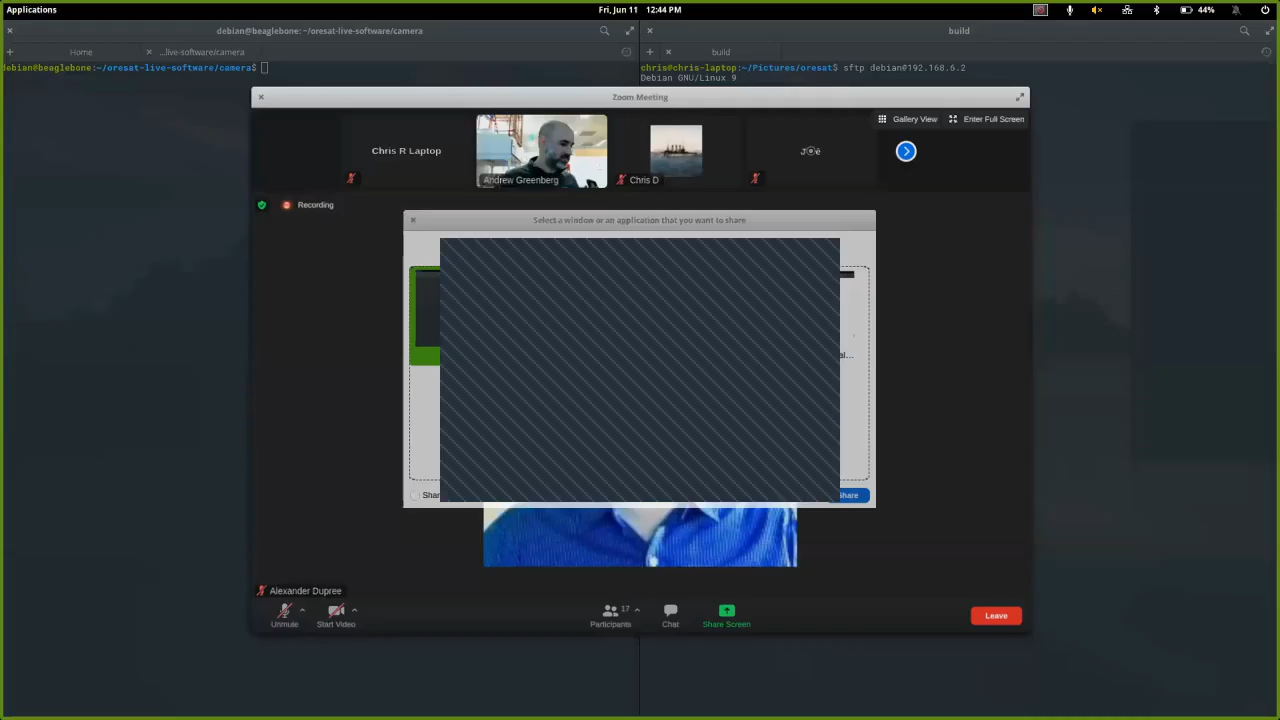 Applications
Fri, Jun 11 12:44 PM
44%
debian@beaglebone: ~/oresat-live-software/camera
build
Home
...live-software/camera
build
debian@beaglebone:~/oresat-live-software/camera$
chris@chris-laptop:~/Pictures/oresat$ sftp debian@192.168.6.2
Debian GNU/Linux 9
Zoom Meeting
Gallery View
Enter Full Screen
Chris R Laptop
Andrew Greenberg
Chris D
Recording
Select a window or an application that you want to share
al...
Shar
Share
Alexander Dupree
Unmute
Start Video
17
Participants
Chat
Share Screen
Leave